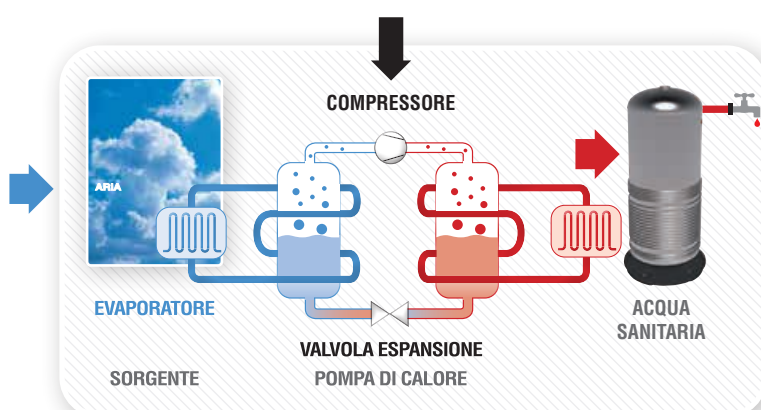 COMPRESSORE
ARIA
EVAPORATORE
ACQUA
SANITARIA
VALVOLA ESPANSIONE
SORGENTE
POMPA DI CALORE